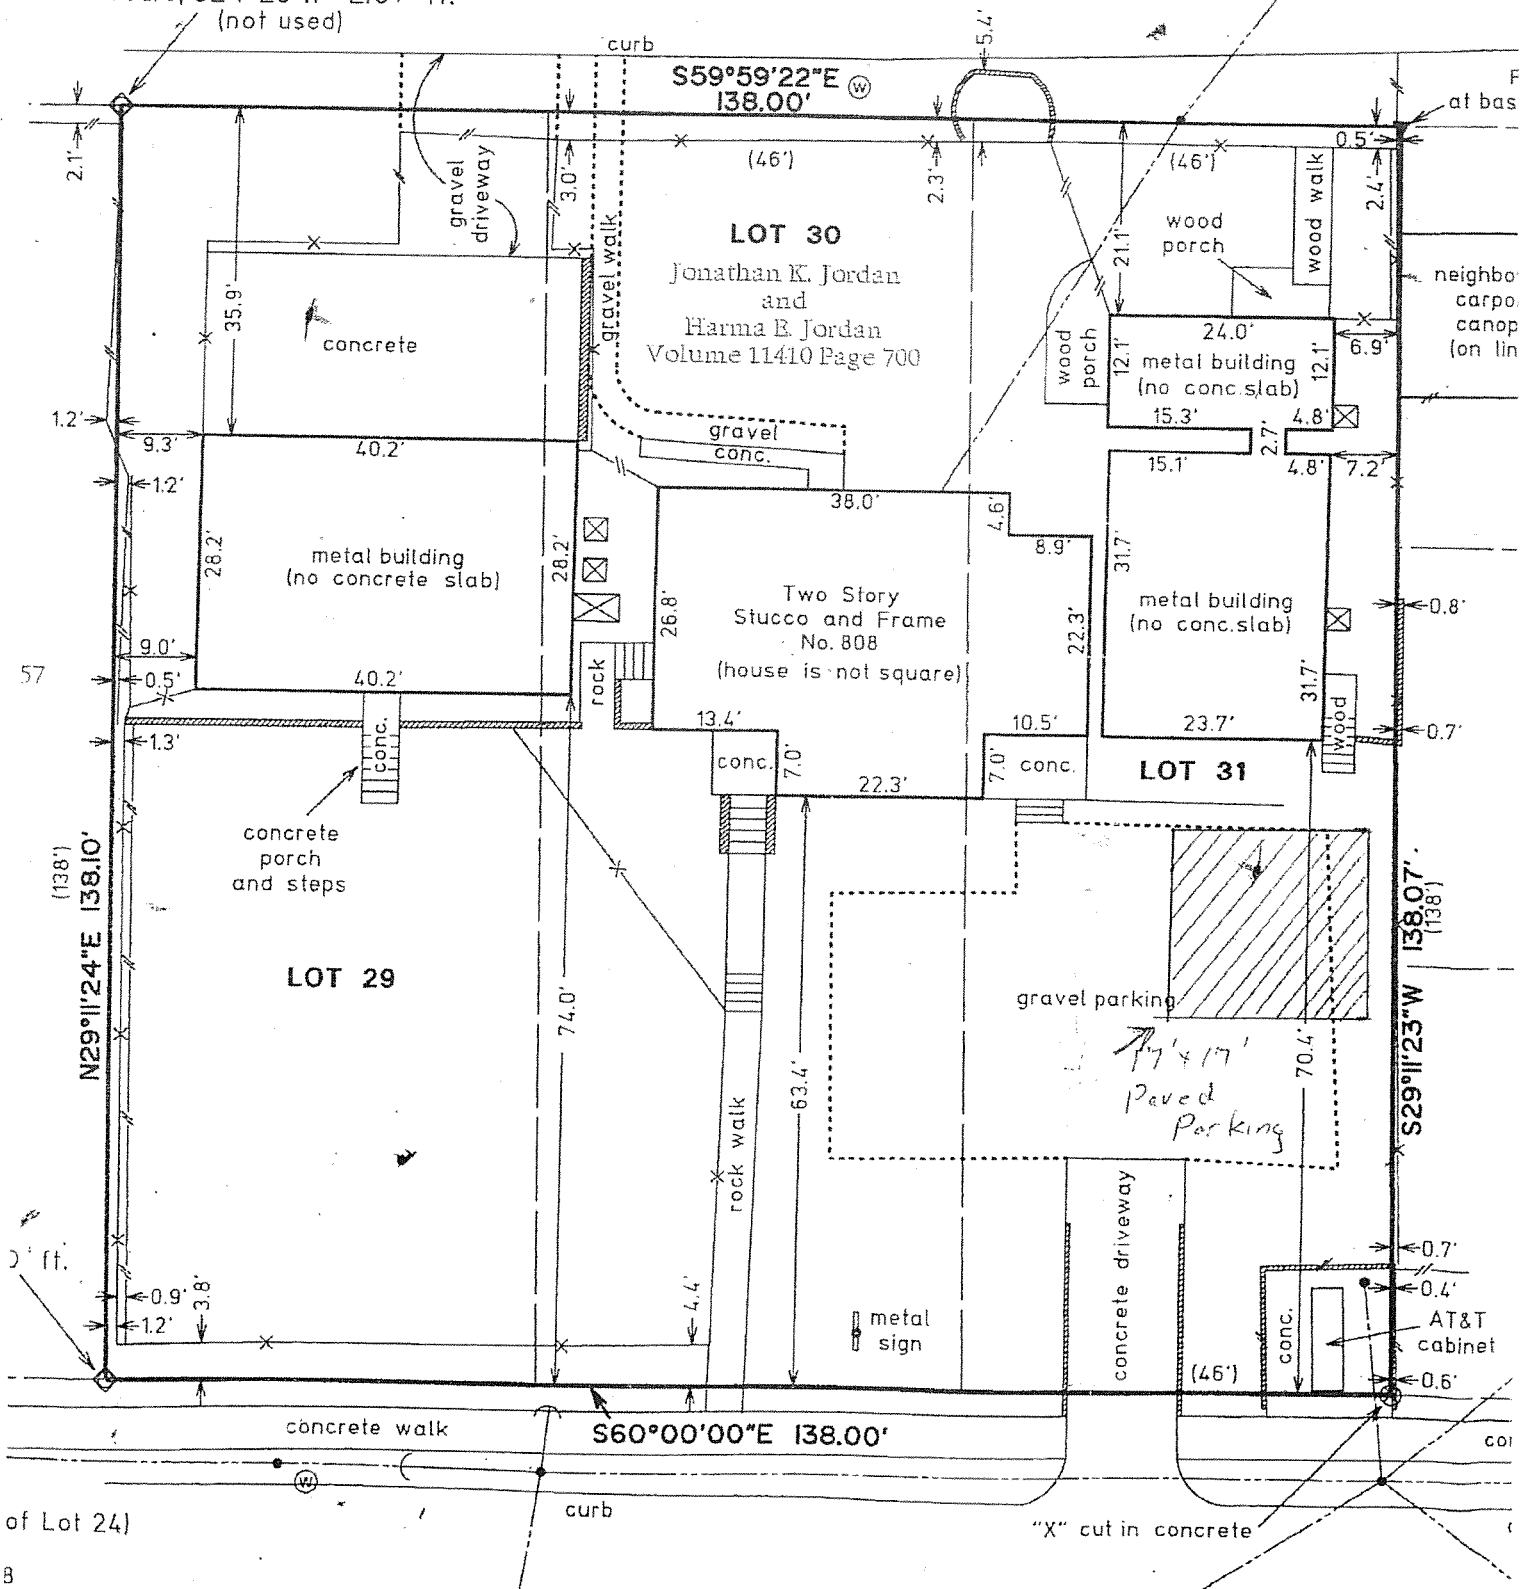 (not used)
curb
5.4'
S59°59'22"E W
138.00'
at bas
2.1'
3.0'
(46')
2.3'
(46')
0.5'
2.4'
gravel
driveway
gravel walk
LOT 30
Jonathan K. Jordan
and
Harma E. Jordan
Volume 11410 Page 700
21.1'
wood
porch
wood walk
35.9'
concrete
wood
porch
24.0'
12.1'
metal building
(no conc.slab)
12.1'
6.9'
(on lin
1.2'
9.3'
40.2'
gravel
conc.
15.3'
4.8'
2.7'
15.1'
4.8'
7.2'
1.2'
38.0'
4.6'
8.9'
28.2'
metal building
(no concrete slab)
28.2'
26.8'
Two Story
Stucco and Frame
No. 808
(house is not square)
22.3'
31.7'
metal building
(no conc.slab)
31.7'
0.8'
57
9.0'
0.5'
40.2'
rock
13.4'
10.5'
23.7'
wood
0.7'
1.3'
conc.
conc.
7.0'
22.3'
7.0'
conc.
LOT 31
concrete
porch
and steps
(138')
N29°11'24"E 138.10'
LOT 29
74.0'
63.4'
rock walk
gravel parking
17' x 17'
Paved
Parking
70.4'
S29°11'23"W 138.07'
(138')
concrete driveway
ft.
0.9'
1.2'
3.8'
4.4'
metal
sign
(46')
conc.
0.7'
0.4'
AT&T
cabinet
0.6'
concrete walk
S60°00'00"E 138.00'
W
curb
of Lot 24)
"X" cut in concrete
8